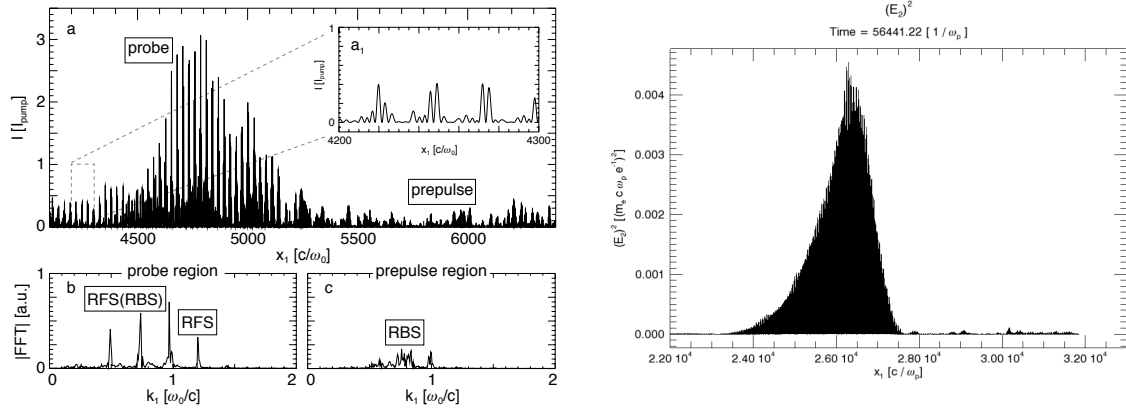 a
probe
prepulse
I [I_pump]
3
2
1
0
4500 5000 5500 6000
x₁ [c/ω₀]
a₁
I [I_pump]
1
0
4200 4300
x₁ [c/ω₀]
probe region
b
RFS(RBS)
RFS
|FFT| [a.u.]
1
0
0 1 2
k₁ [ω₀/c]
prepulse region
c
RBS
0 1 2
k₁ [ω₀/c]
(E₂)²
Time = 56441.22 [ 1 / ωₚ ]
(E₂)² [(mₑ c ωₚ e⁻¹)²]
0.004
0.003
0.002
0.001
0.000
2.20 10⁴ 2.40 10⁴ 2.60 10⁴ 2.80 10⁴ 3.00 10⁴ 3.20 10⁴
x₁ [c / ωₚ]